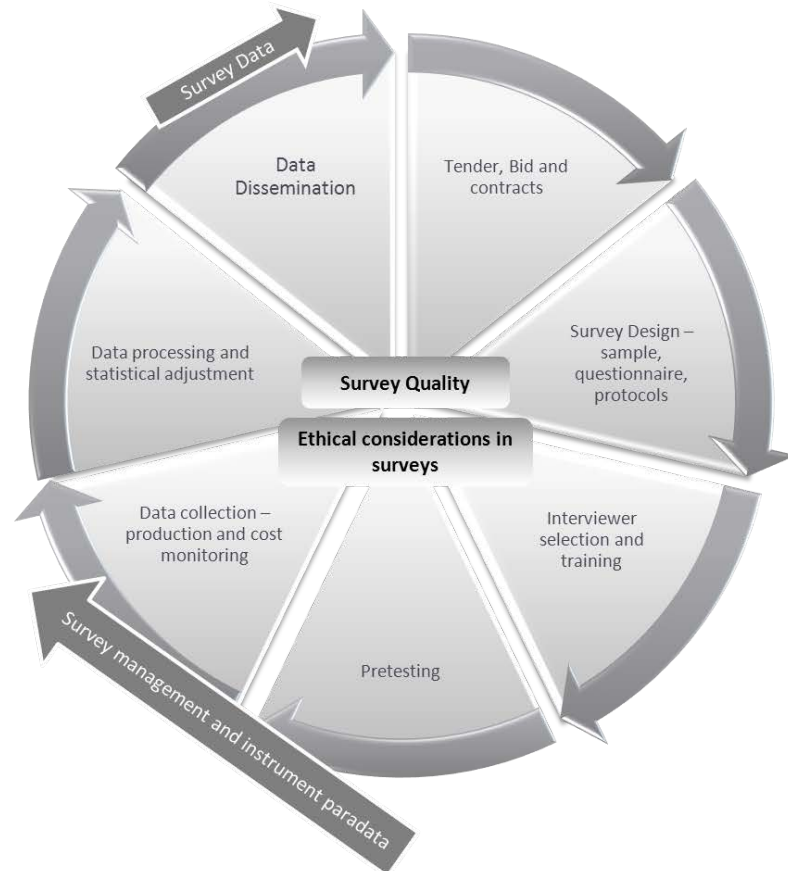 Survey Data
Data
Dissemination
Tender, Bid and
contracts
Survey Design –
sample,
questionnaire,
protocols
Interviewer
selection and
training
Pretesting
Data collection –
production and cost
monitoring
Data processing and
statistical adjustment
Survey Quality
Ethical considerations in
surveys
Survey management and instrument paradata